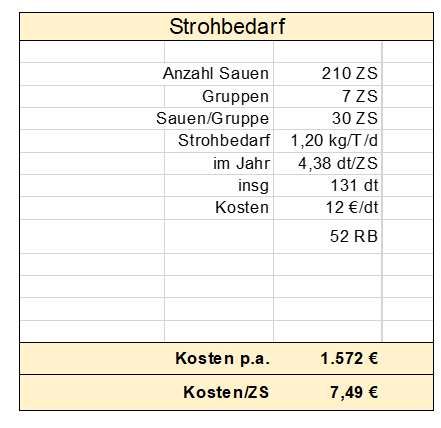 Strohbedarf
Anzahl Sauen 210 ZS
Gruppen 7 ZS
Sauen/Gruppe 30 ZS
Strohbedarf 1,20 kg/T/d
im Jahr 4,38 dt/ZS
insg 131 dt
Kosten 12 €/dt
52 RB
Kosten p.a. 1.572 €
Kosten/ZS 7,49 €